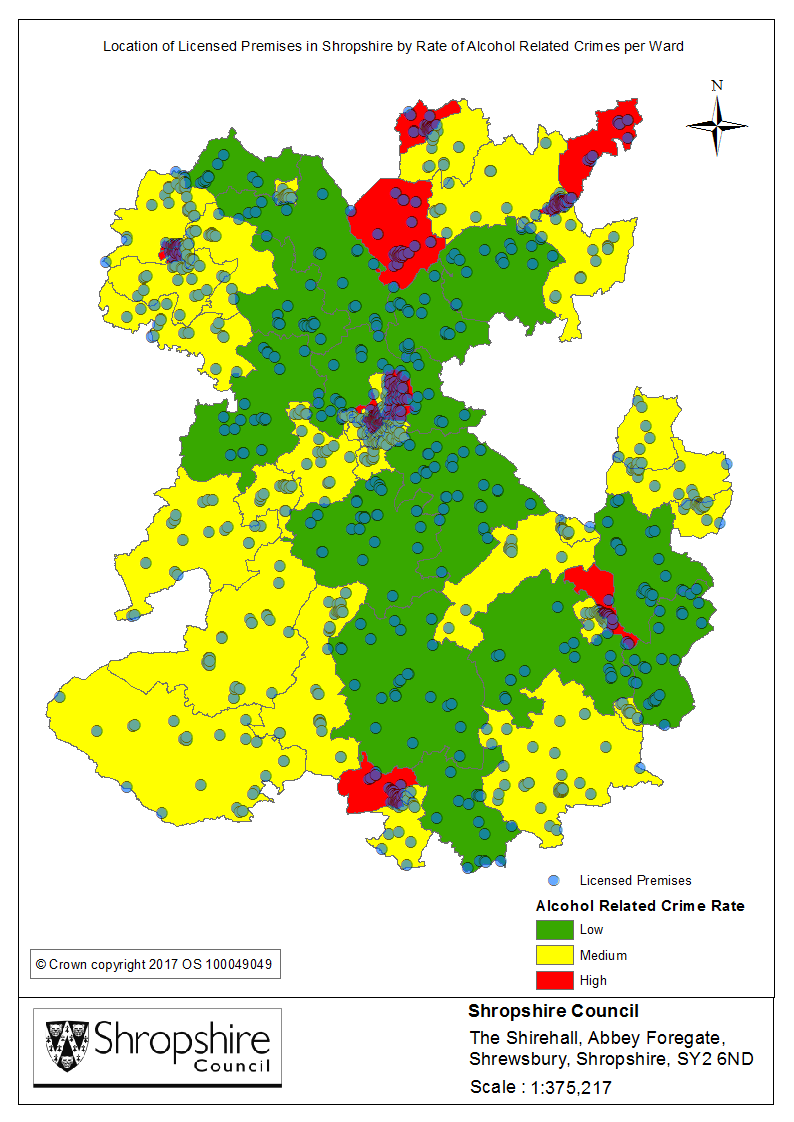 Location of Licensed Premises in Shropshire by Rate of Alcohol Related Crimes per Ward
N
Licensed Premises
Alcohol Related Crime Rate
Low
Medium
High
© Crown copyright 2017 OS 100049049
Shropshire Council
The Shirehall, Abbey Foregate,
Shrewsbury, Shropshire, SY2 6ND
Scale : 1:375,217
Shropshire
Council